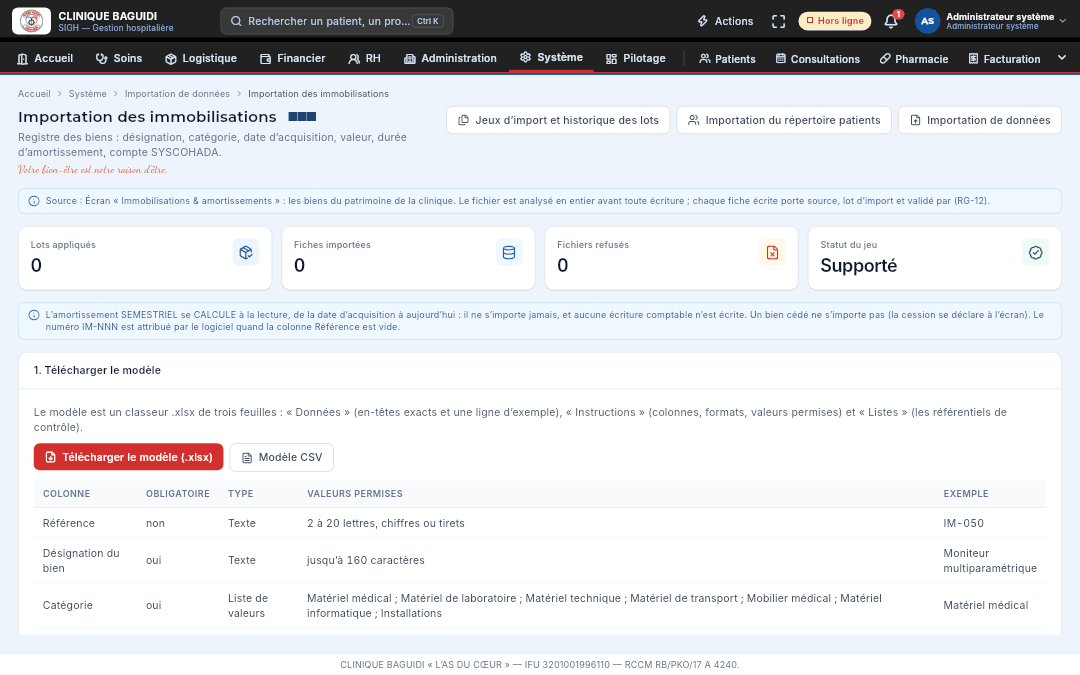 CLINIQUE BAGUIDI
SIGH — Gestion hospitalière
Rechercher un patient, un pro... Ctrl K
Actions
Hors ligne
1
AS
Administrateur système
Administrateur système
Accueil
Soins
Logistique
Financier
RH
Administration
Système
Pilotage
Patients
Consultations
Pharmacie
Facturation
Accueil > Système > Importation de données > Importation des immobilisations
Importation des immobilisations
Registre des biens : désignation, catégorie, date d'acquisition, valeur, durée
d'amortissement, compte SYSCOHADA.
Votre bien-être est notre raison d'être.
Jeux d'import et historique des lots
Importation du répertoire patients
Importation de données
Source : Écran « Immobilisations & amortissements » : les biens du patrimoine de la clinique. Le fichier est analysé en entier avant toute écriture ; chaque fiche écrite porte source, lot d'import et validé par (RG-12).
Lots appliqués
0
Fiches importées
0
Fichiers refusés
0
Statut du jeu
Supporté
L'amortissement SEMESTRIEL se CALCULE à la lecture, de la date d'acquisition à aujourd'hui : il ne s'importe jamais, et aucune écriture comptable n'est écrite. Un bien cédé ne s'importe pas (la cession se déclare à l'écran). Le
numéro IM-NNN est attribué par le logiciel quand la colonne Référence est vide.
1. Télécharger le modèle
Le modèle est un classeur .xlsx de trois feuilles : « Données » (en-têtes exacts et une ligne d'exemple), « Instructions » (colonnes, formats, valeurs permises) et « Listes » (les référentiels de
contrôle).
Télécharger le modèle (.xlsx)
Modèle CSV
COLONNE OBLIGATOIRE TYPE VALEURS PERMISES EXEMPLE
Référence non Texte 2 à 20 lettres, chiffres ou tirets IM-050
Désignation du
bien
oui Texte jusqu'à 160 caractères
Moniteur
multiparamétrique
Catégorie oui
Liste de
valeurs
Matériel médical ; Matériel de laboratoire ; Matériel technique ; Matériel de transport ; Mobilier médical ; Matériel
informatique ; Installations
Matériel médical
CLINIQUE BAGUIDI « L'AS DU CŒUR » — IFU 3201001996110 — RCCM RB/PKO/17 A 4240.